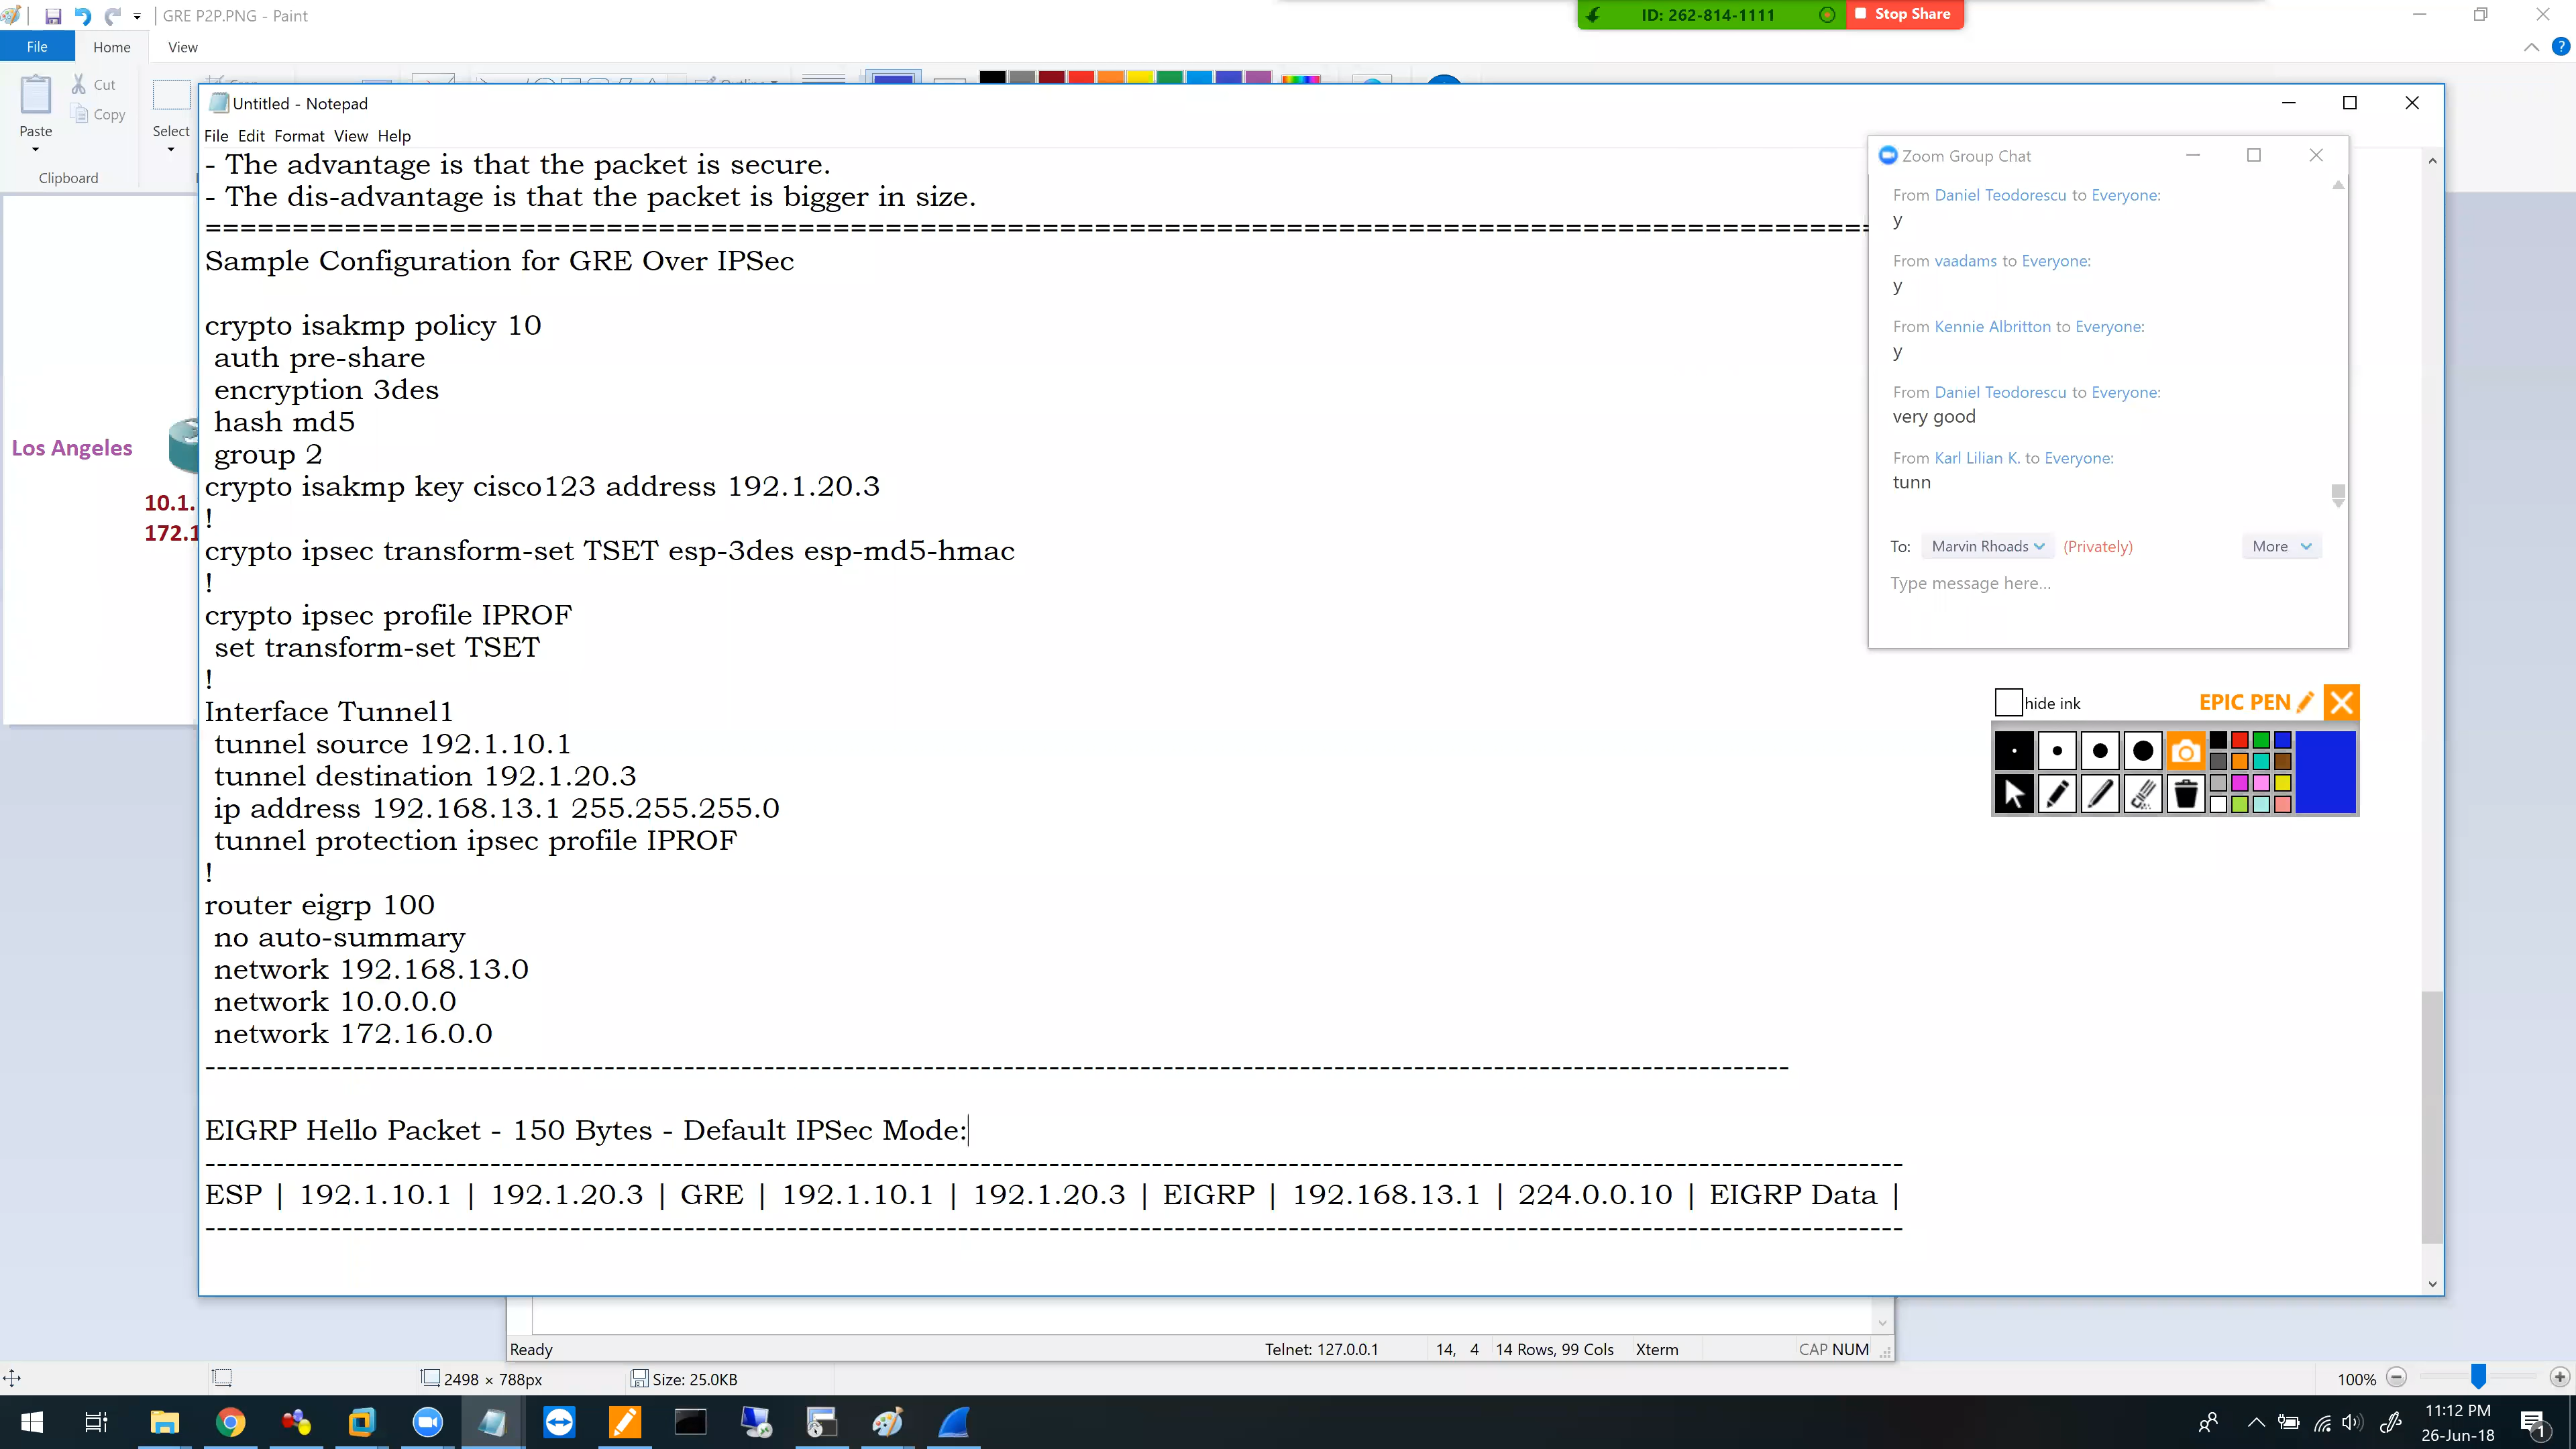 GRE P2P.PNG - Paint
ID: 262-814-1111
Stop Share
File
Home
View
Paste
Cut
Copy
Select
Clipboard
Untitled - Notepad
File Edit Format View Help
- The advantage is that the packet is secure.
- The dis-advantage is that the packet is bigger in size.
Sample Configuration for GRE Over IPSec
crypto isakmp policy 10
auth pre-share
encryption 3des
hash md5
group 2
crypto isakmp key cisco123 address 192.1.20.3
!
crypto ipsec transform-set TSET esp-3des esp-md5-hmac
!
crypto ipsec profile IPROF
set transform-set TSET
!
Interface Tunnel1
tunnel source 192.1.10.1
tunnel destination 192.1.20.3
ip address 192.168.13.1 255.255.255.0
tunnel protection ipsec profile IPROF
!
router eigrp 100
no auto-summary
network 192.168.13.0
network 10.0.0.0
network 172.16.0.0
EIGRP Hello Packet - 150 Bytes - Default IPSec Mode:
ESP | 192.1.10.1 | 192.1.20.3 | GRE | 192.1.10.1 | 192.1.20.3 | EIGRP | 192.168.13.1 | 224.0.0.10 | EIGRP Data |
Los Angeles
10.1.
172.1
Zoom Group Chat
From Daniel Teodorescu to Everyone:
y
From vaadams to Everyone:
y
From Kennie Albritton to Everyone:
y
From Daniel Teodorescu to Everyone:
very good
From Karl Lilian K. to Everyone:
tunn
To: Marvin Rhoads (Privately) More
Type message here...
hide ink
EPIC PEN
Ready
Telnet: 127.0.0.1
14, 4
14 Rows, 99 Cols
Xterm
CAP NUM
2498 × 788px
Size: 25.0KB
100%
11:12 PM
26-Jun-18
1